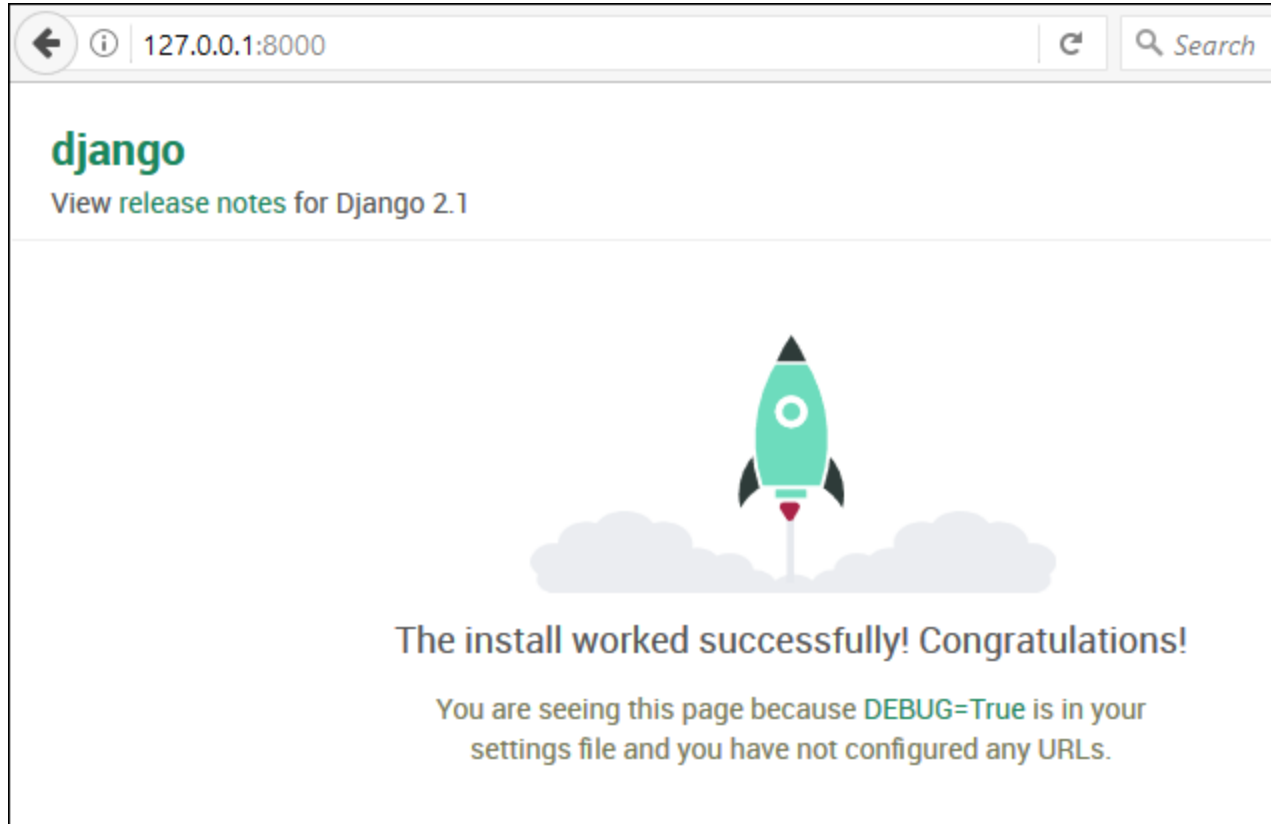 127.0.0.1:8000
Search
django
View release notes for Django 2.1
The install worked successfully! Congratulations!
You are seeing this page because DEBUG=True is in your
settings file and you have not configured any URLs.